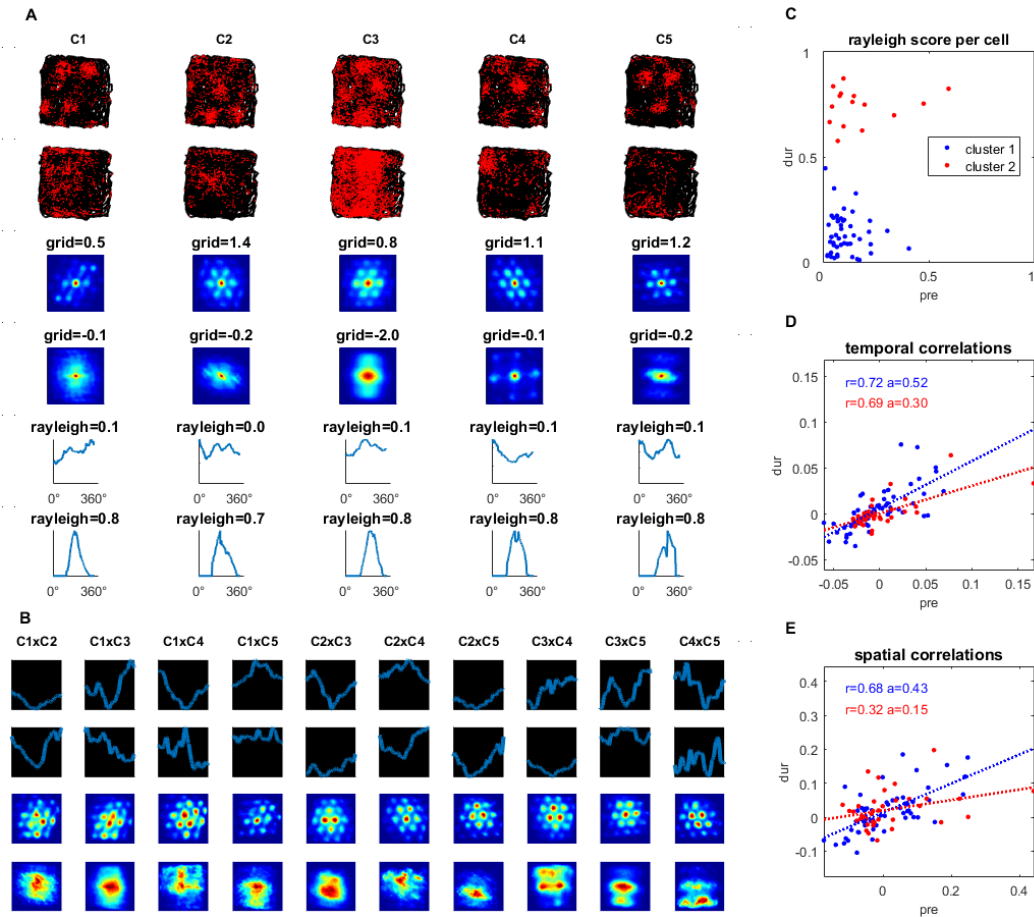 A
C1 C2 C3 C4 C5
grid=0.5 grid=1.4 grid=0.8 grid=1.1 grid=1.2
grid=-0.1 grid=-0.2 grid=-2.0 grid=-0.1 grid=-0.2
rayleigh=0.1 rayleigh=0.0 rayleigh=0.1 rayleigh=0.1 rayleigh=0.1
0° 360° 0° 360° 0° 360° 0° 360° 0° 360°
rayleigh=0.8 rayleigh=0.7 rayleigh=0.8 rayleigh=0.8 rayleigh=0.8
0° 360° 0° 360° 0° 360° 0° 360° 0° 360°
B
C1xC2 C1xC3 C1xC4 C1xC5 C2xC3 C2xC4 C2xC5 C3xC4 C3xC5 C4xC5
C
rayleigh score per cell
1
0.5
0
dur
cluster 1
cluster 2
0 0.5 1
pre
D
temporal correlations
r=0.72 a=0.52
r=0.69 a=0.30
0.15
0.1
0.05
0
-0.05
dur
-0.05 0 0.05 0.1 0.15
pre
E
spatial correlations
r=0.68 a=0.43
r=0.32 a=0.15
0.4
0.3
0.2
0.1
0
-0.1
dur
0 0.2 0.4
pre